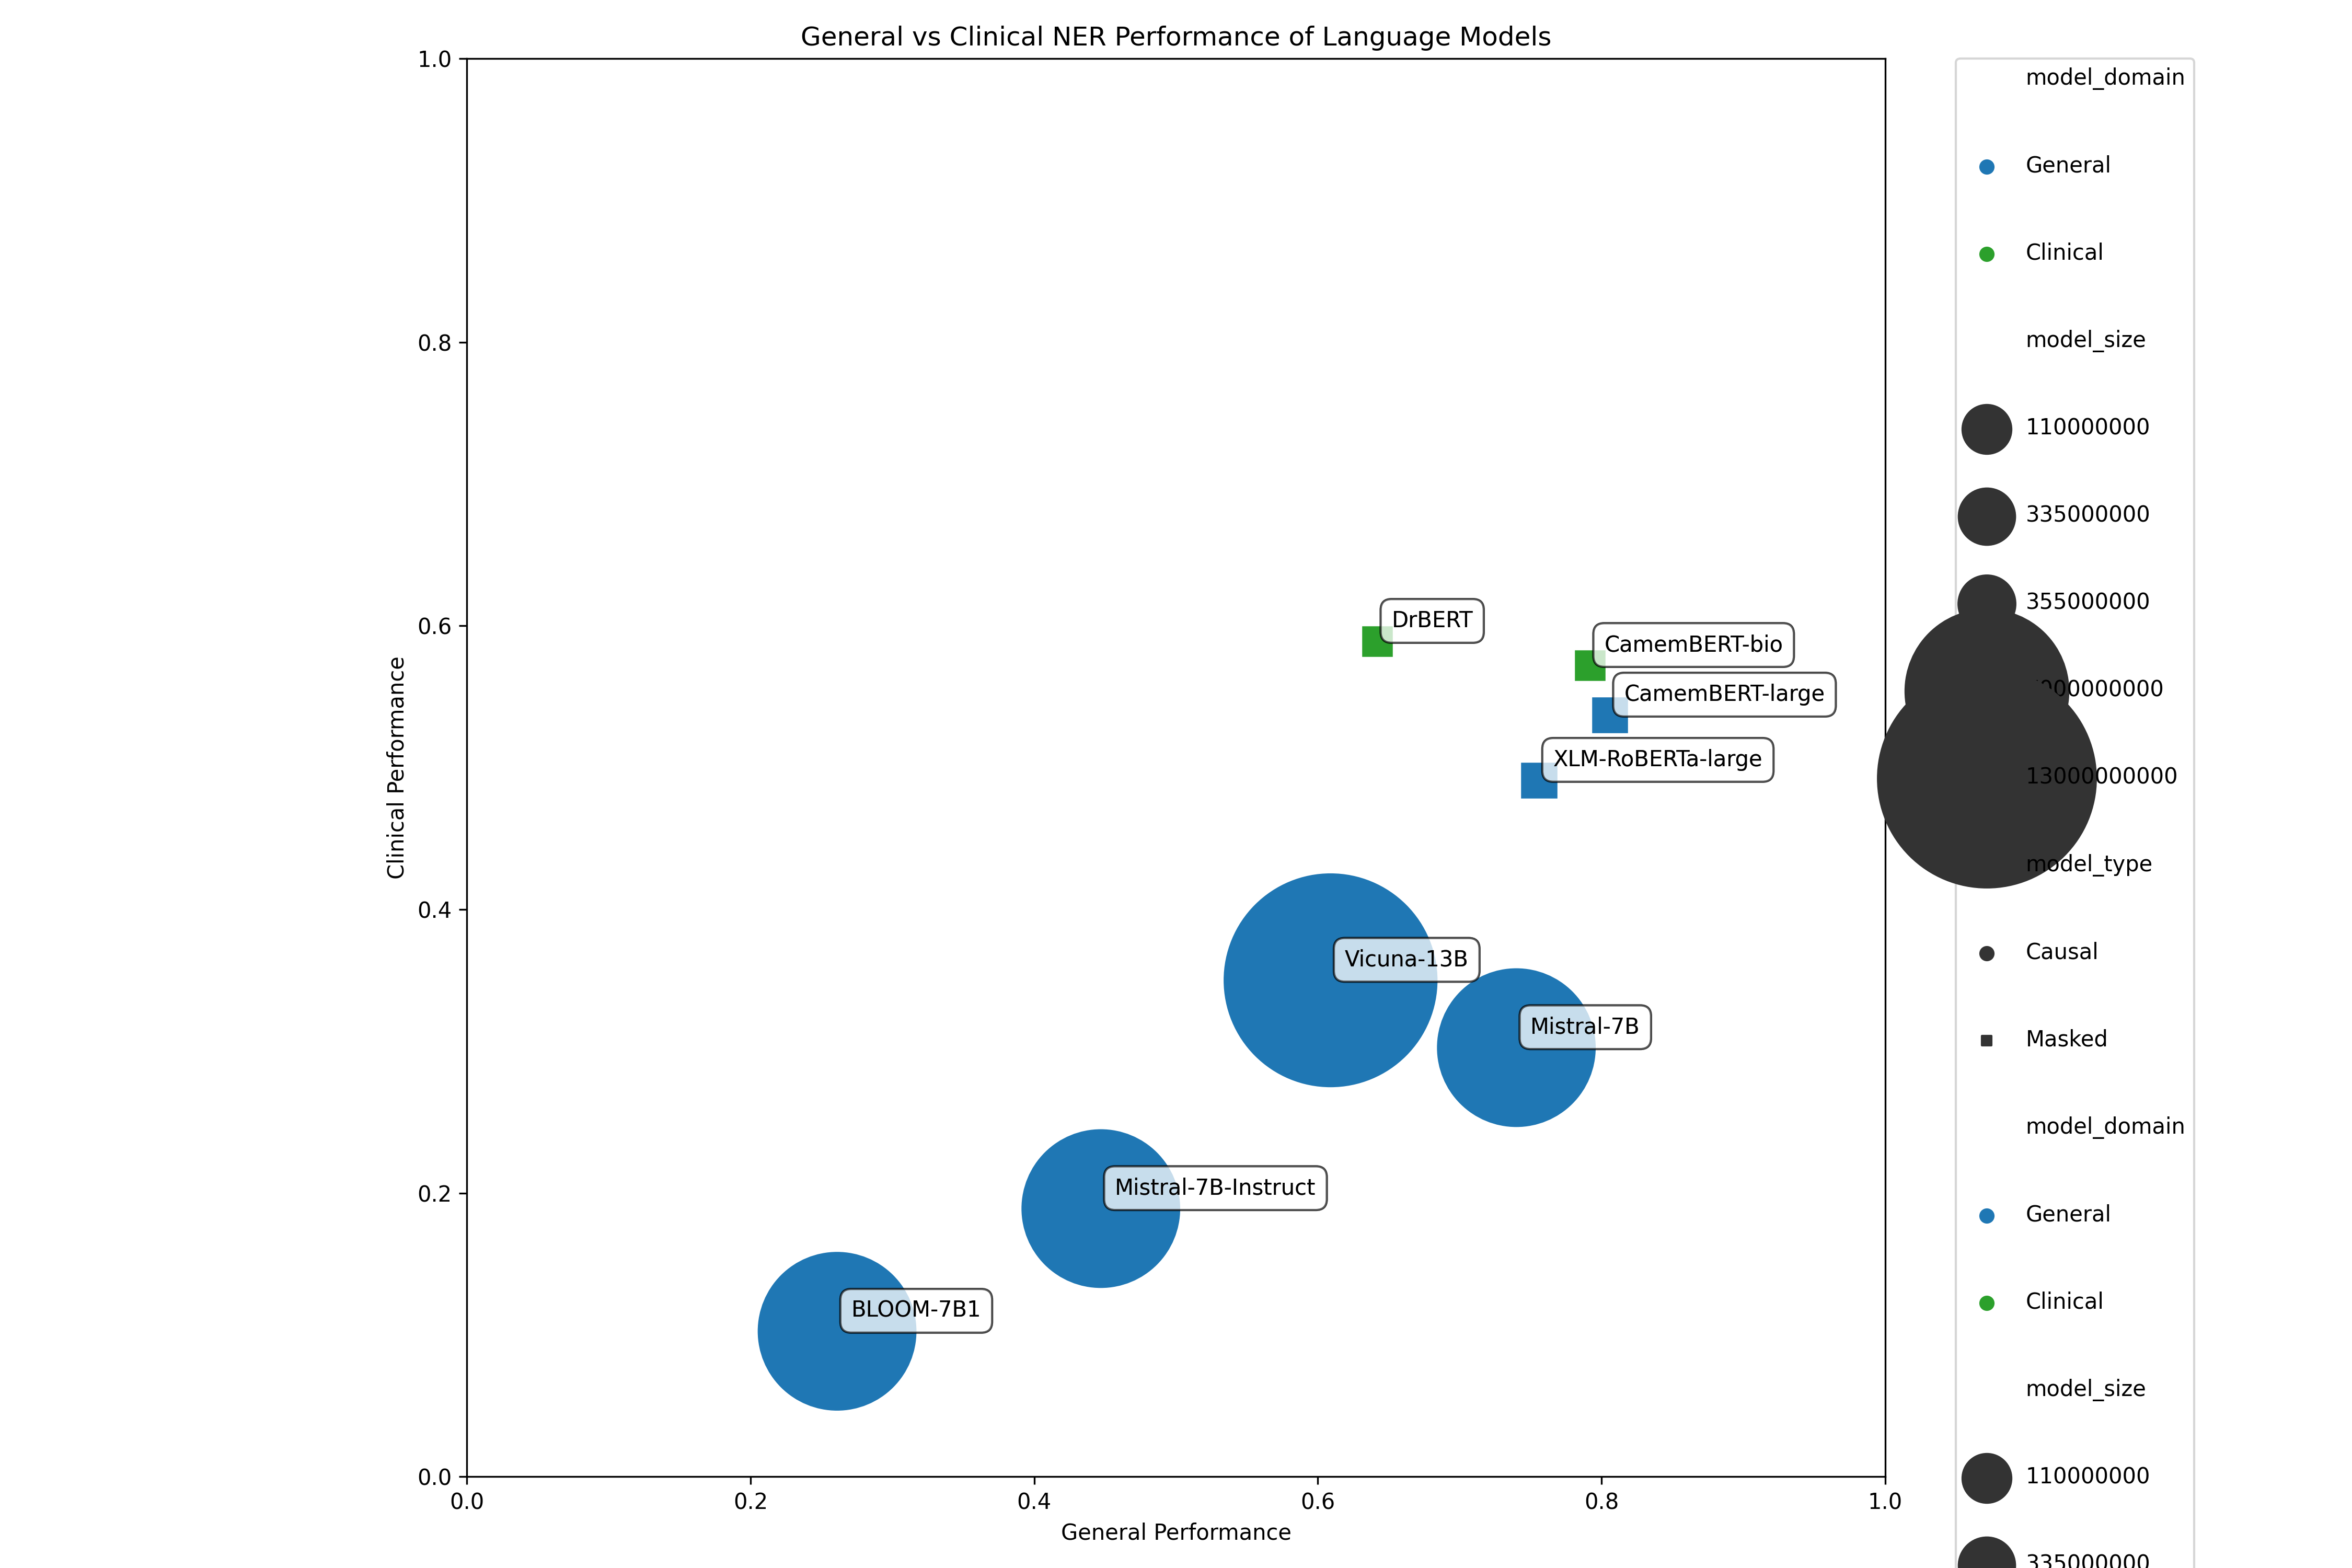 General vs Clinical NER Performance of Language Models
1.0
0.8
0.6
0.4
0.2
0.0
Clinical Performance
0.0
0.2
0.4
0.6
0.8
1.0
General Performance
DrBERT
CamemBERT-bio
CamemBERT-large
XLM-RoBERTa-large
Vicuna-13B
Mistral-7B
Mistral-7B-Instruct
BLOOM-7B1
model_domain
General
Clinical
model_size
110000000
335000000
355000000
13000000000
model_type
Causal
Masked
model_domain
General
Clinical
model_size
110000000
335000000